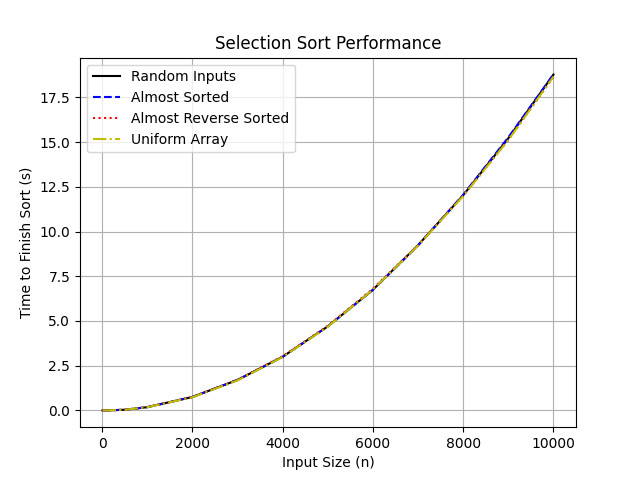 Selection Sort Performance
Random Inputs
Almost Sorted
Almost Reverse Sorted
Uniform Array
Time to Finish Sort (s)
17.5
15.0
12.5
10.0
7.5
5.0
2.5
0.0
0 2000 4000 6000 8000 10000
Input Size (n)